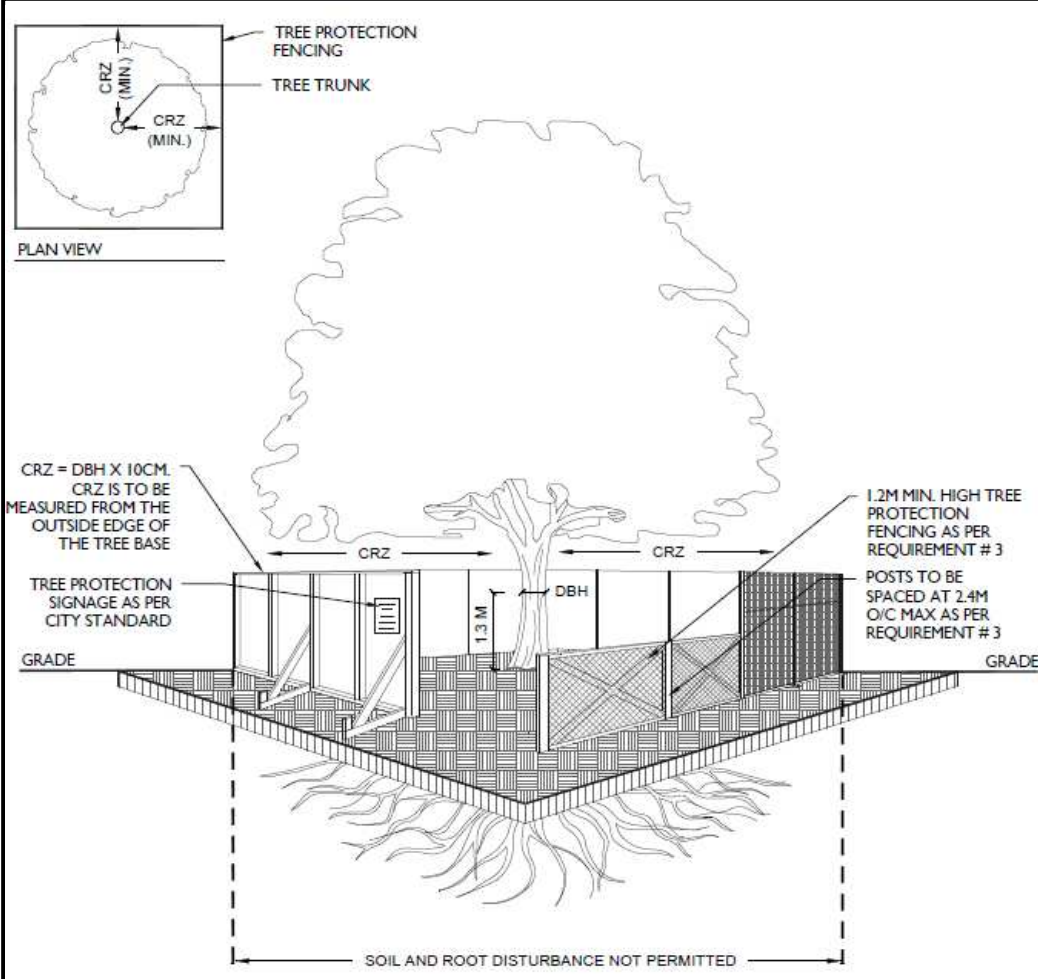 TREE PROTECTION
FENCING
TREE TRUNK
CRZ
(MIN.)
CRZ
(MIN.)
PLAN VIEW
CRZ = DBH X 10CM.
CRZ IS TO BE
MEASURED FROM THE
OUTSIDE EDGE OF
THE TREE BASE
TREE PROTECTION
SIGNAGE AS PER
CITY STANDARD
GRADE
CRZ
CRZ
DBH
1.3 M
1.2M MIN. HIGH TREE
PROTECTION
FENCING AS PER
REQUIREMENT # 3
POSTS TO BE
SPACED AT 2.4M
O/C MAX AS PER
REQUIREMENT # 3
GRADE
SOIL AND ROOT DISTURBANCE NOT PERMITTED